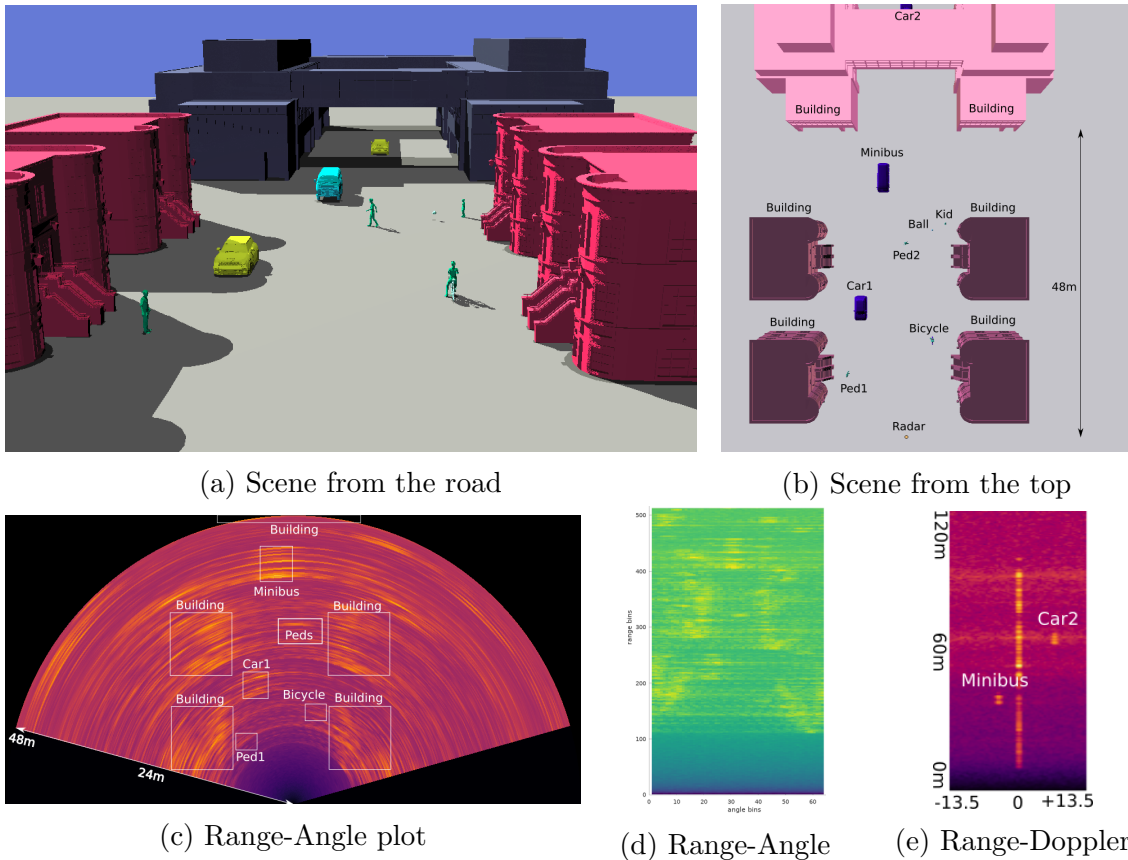 Car2
Building
Building
Minibus
Building
Building
Kid
Ball
Ped2
48m
Car1
Building
Bicycle
Building
Ped1
Radar
(a) Scene from the road
(b) Scene from the top
Building
Minibus
Building
Building
Peds
Car1
Bicycle
Building
Building
Ped1
48m
24m
(c) Range-Angle plot
500
400
300
200
100
0
range bins
0
10
20
30
40
50
60
angle bins
(d) Range-Angle
120m
60m
0m
Car2
Minibus
-13.5
0
+13.5
(e) Range-Doppler